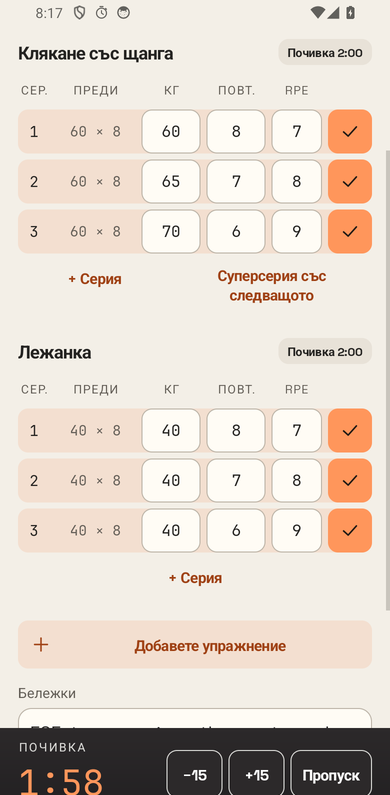 8:17
Клякане със щанга
Почивка 2:00
СЕР. ПРЕДИ КГ ПОВТ. RPE
1 60 × 8 60 8 7
2 60 × 8 65 7 8
3 60 × 8 70 6 9
+ Серия
Суперсерия със
следващото
Лежанка
Почивка 2:00
СЕР. ПРЕДИ КГ ПОВТ. RPE
1 40 × 8 40 8 7
2 40 × 8 40 7 8
3 40 × 8 40 6 9
+ Серия
+ Добавете упражнение
Бележки
ПОЧИВКА
1:58
−15
+15
Пропуск